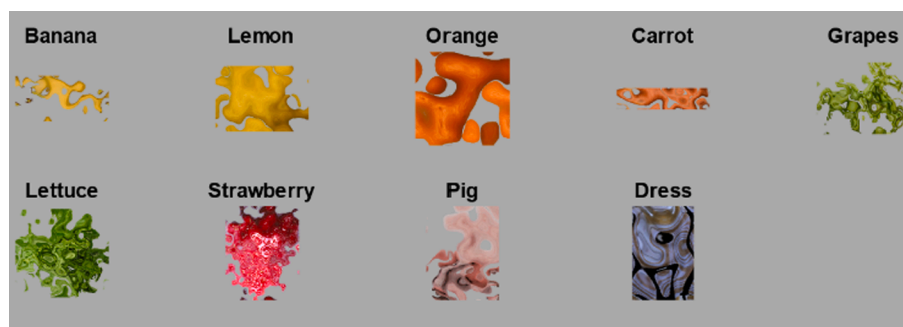 Banana Lemon Orange Carrot Grapes
Lettuce Strawberry Pig Dress